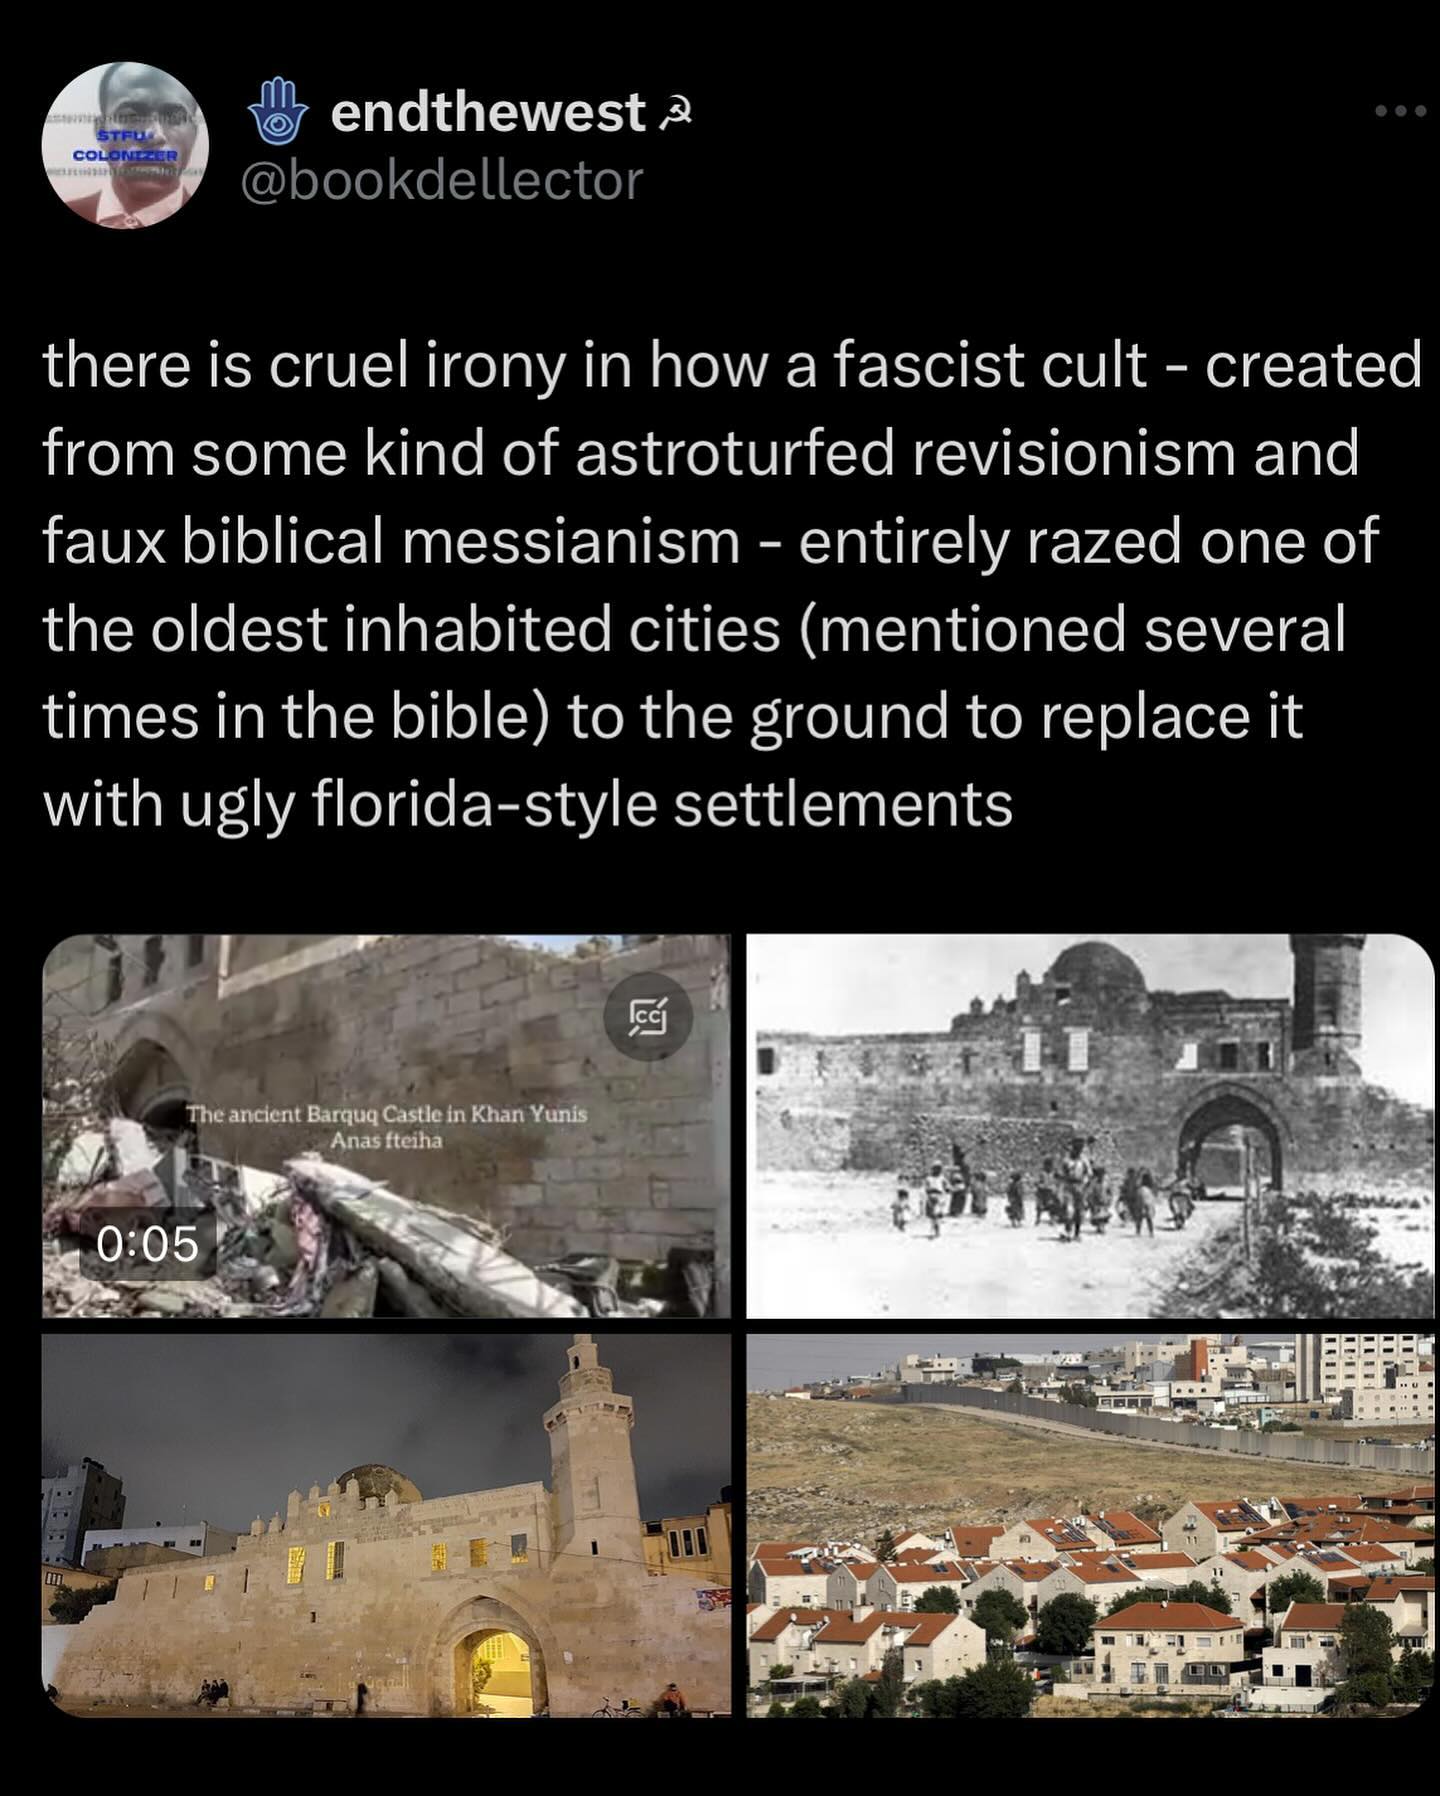 STFU
COLONIZER
🪬 endthewest ☭
@bookdellector
there is cruel irony in how a fascist cult - created
from some kind of astroturfed revisionism and
faux biblical messianism - entirely razed one of
the oldest inhabited cities (mentioned several
times in the bible) to the ground to replace it
with ugly florida-style settlements
CC
The ancient Barquq Castle in Khan Yunis
Anas fteiha
0:05